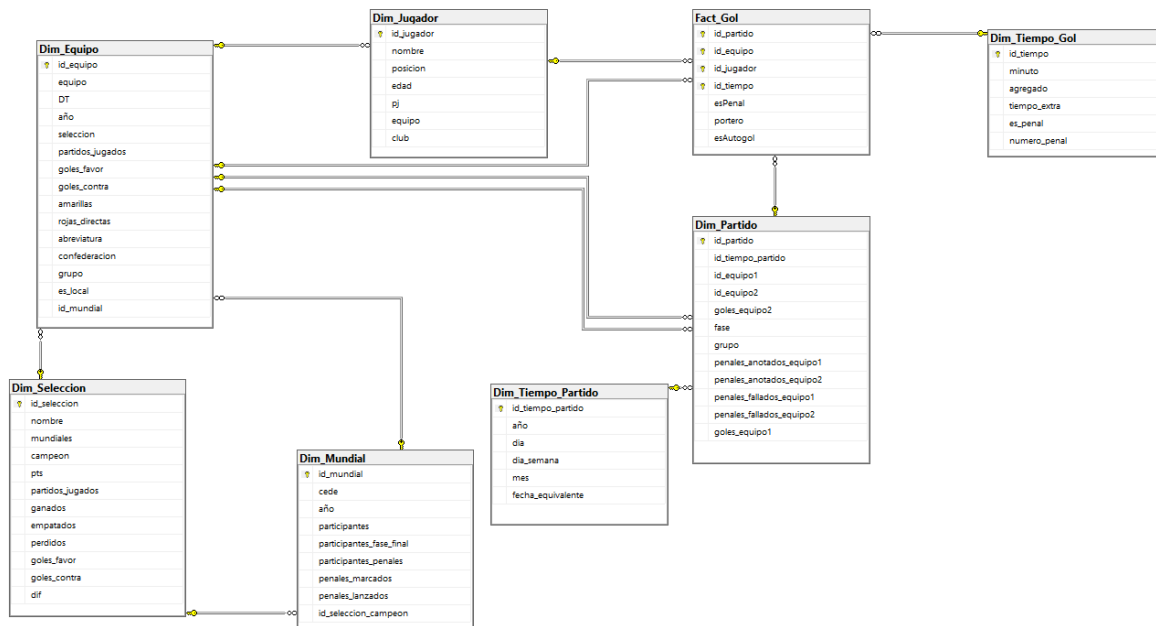 Dim_Equipo
id_equipo
equipo
DT
año
seleccion
partidos_jugados
goles_favor
goles_contra
amarillas
rojas_directas
abreviatura
confederacion
grupo
es_local
id_mundial
Dim_Jugador
id_jugador
nombre
posicion
edad
pj
equipo
club
Fact_Gol
id_partido
id_equipo
id_jugador
id_tiempo
esPenal
portero
esAutogol
Dim_Tiempo_Gol
id_tiempo
minuto
agregado
tiempo_extra
es_penal
numero_penal
Dim_Partido
id_partido
id_tiempo_partido
id_equipo1
id_equipo2
goles_equipo2
fase
grupo
penales_anotados_equipo1
penales_anotados_equipo2
penales_fallados_equipo1
penales_fallados_equipo2
goles_equipo1
Dim_Seleccion
id_seleccion
nombre
mundiales
campeon
pts
partidos_jugados
ganados
empatados
perdidos
goles_favor
goles_contra
dif
Dim_Mundial
id_mundial
cede
año
participantes
participantes_fase_final
participantes_penales
penales_marcados
penales_lanzados
id_seleccion_campeon
Dim_Tiempo_Partido
id_tiempo_partido
año
dia
dia_semana
mes
fecha_equivalente